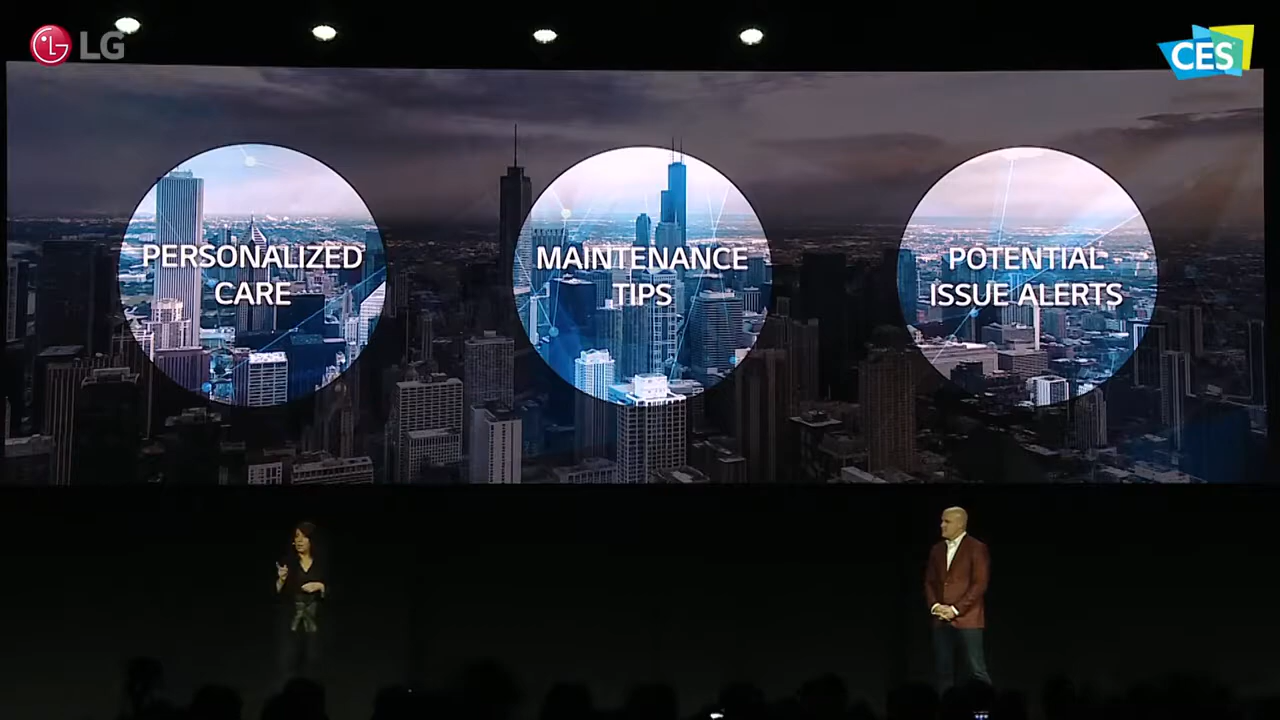 LG
CES
PERSONALIZED
CARE
MAINTENANCE
TIPS
POTENTIAL
ISSUE ALERTS